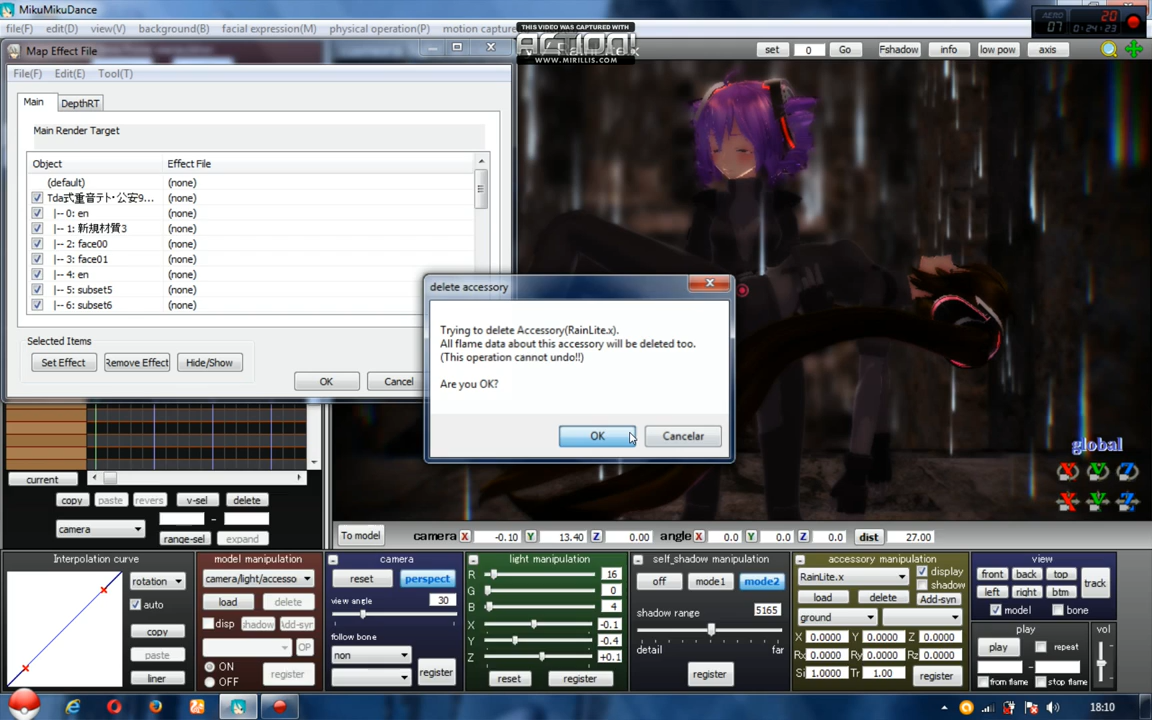 MikuMikuDance
file(F) edit(D) view(V) background(B) facial expression(M) physical operation(P) motion capture
THIS VIDEO WAS CAPTURED WITH
ACTION!
WWW.MIRILLIS.COM
AERO
07
20
0:24:23
Map Effect File
set 0 Go Fshadow info low pow axis
File(F) Edit(E) Tool(T)
Main DepthRT
Main Render Target
Object Effect File
(default) (none)
Tda式重音テト・公安9... (none)
|-- 0: en (none)
|-- 1: 新規材質3 (none)
|-- 2: face00 (none)
|-- 3: face01 (none)
|-- 4: en (none)
|-- 5: subset5 (none)
|-- 6: subset6 (none)
Selected Items
Set Effect Remove Effect Hide/Show
OK Cancel
delete accessory
Trying to delete Accessory(RainLite.x).
All flame data about this accessory will be deleted too.
(This operation cannot undo!!)
Are you OK?
OK Cancelar
global
X Y Z
X Y Z
current
copy paste revers v-sel delete
camera -
range-sel expand
To model camera X -0.10 Y 13.40 Z 0.00 angle X 0.0 Y 0.0 Z 0.0 dist 27.00
Interpolation curve
rotation
auto
copy
paste
liner
model manipulation
camera/light/accesso
load delete
disp shadow Add-syn
OP
ON
OFF
register
camera
reset perspect
view angle 30
follow bone
non
register
light manipulation
R 16
G 0
B 4
X -0.1
Y -0.4
Z +0.1
reset register
self_shadow manipulation
off mode1 mode2
shadow range 5165
detail far
register
accessory manipulation
RainLite.x display
shadow
load delete Add-syn
ground
X 0.0000 Y 0.0000 Z 0.0000
Rx 0.0000 Ry 0.0000 Rz 0.0000
Si 1.0000 Tr 1.00 register
view
front back top
left right btm
track
model bone
play
play repeat
from flame stop flame
vol
18:10